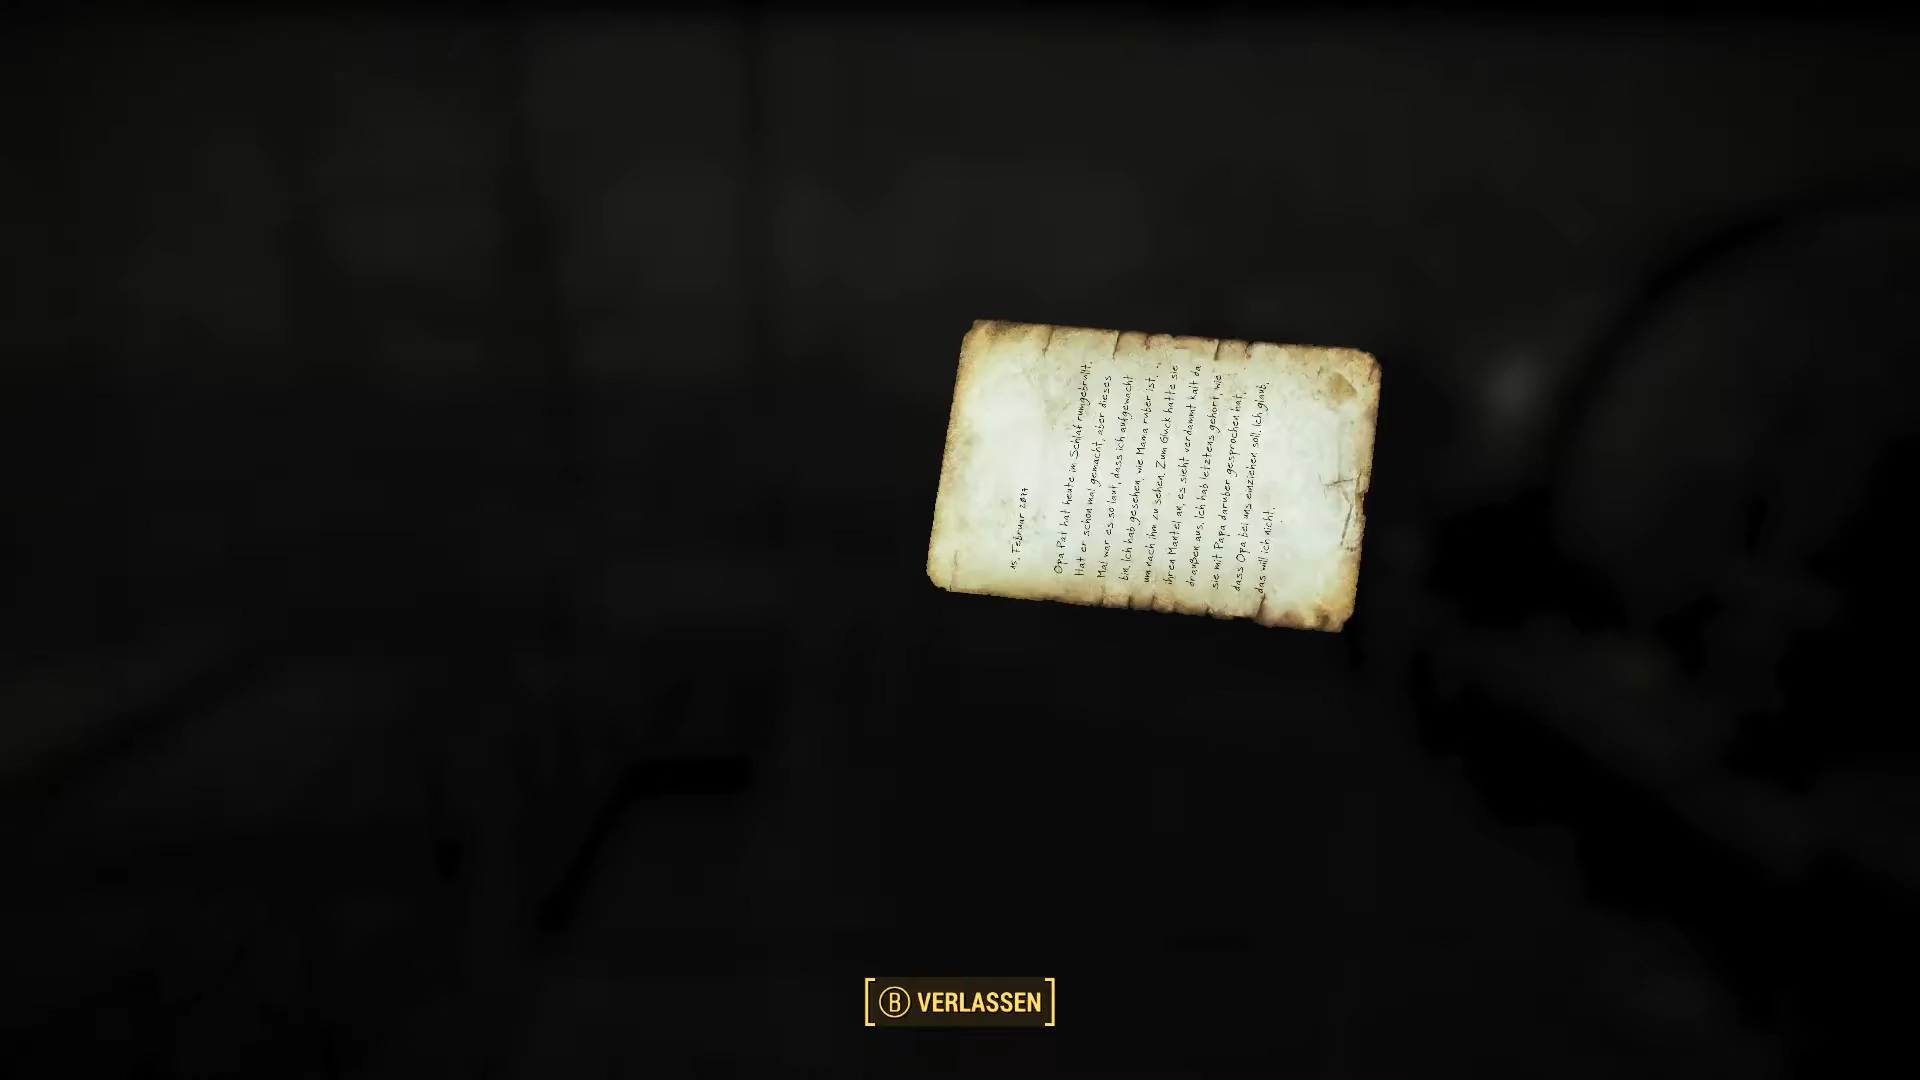 15. Februar 2077
Opa Pat hat heute im Schlaf rumgebrüllt.
Hat er schon mal gemacht, aber dieses
Mal war es so laut, dass ich aufgewacht
bin. Ich hab gesehen, wie Mama rüber ist,
um nach ihm zu sehen. Zum Glück hatte sie
ihren Mantel an, es sieht verdammt kalt da
draußen aus. Ich hab letztens gehört, wie
sie mit Papa darüber gesprochen hat,
dass Opa bei uns einziehen soll. Ich glaub,
das will ich nicht.
B VERLASSEN